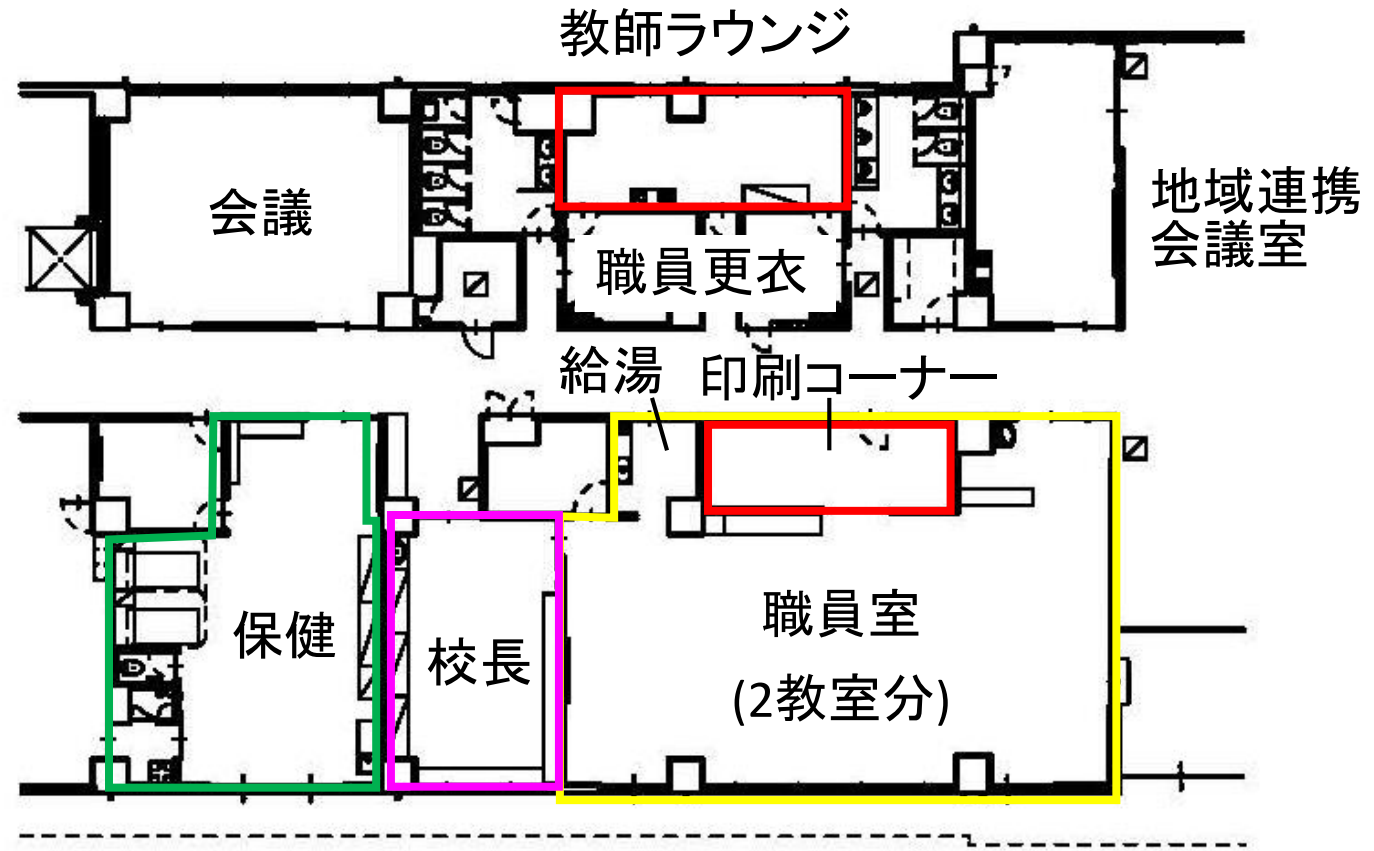 教師ラウンジ
会議
職員更衣
地域連携
会議室
給湯
印刷コーナー
保健
校長
職員室
(2教室分)